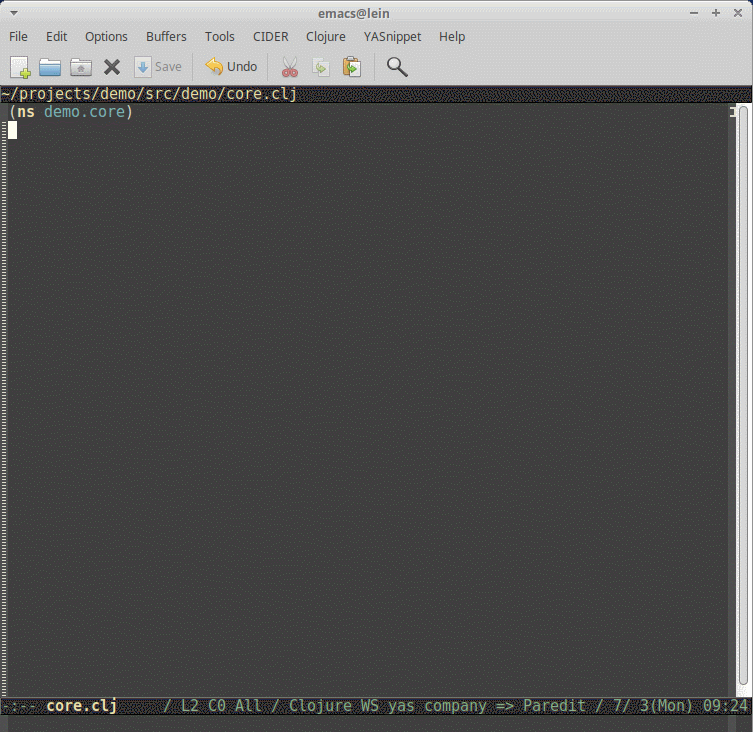 emacs@lein
File Edit Options Buffers Tools CIDER Clojure YASnippet Help
Save Undo
~/projects/demo/src/demo/core.clj
(ns demo.core)
-:-- core.clj / L2 C0 All / Clojure WS yas company => Paredit / 7/ 3(Mon) 09:24